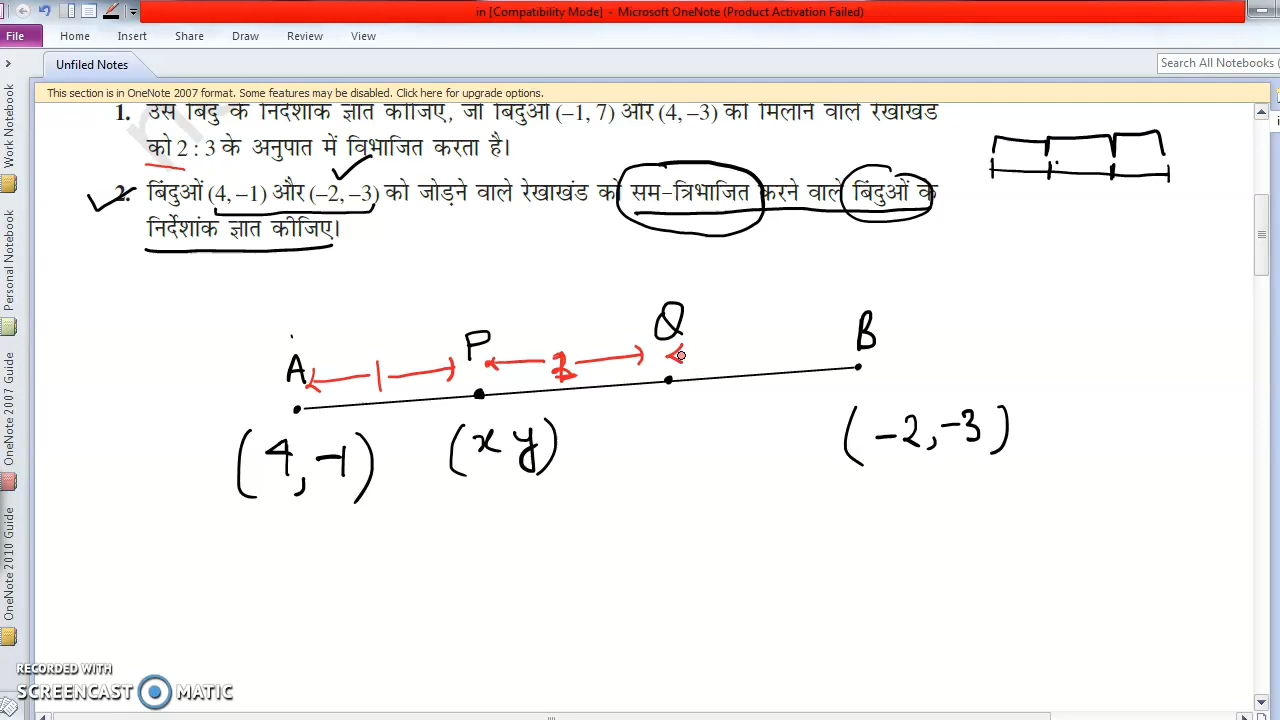 in [Compatibility Mode] - Microsoft OneNote (Product Activation Failed)
File Home Insert Share Draw Review View
Unfiled Notes
Search All Notebooks (
This section is in OneNote 2007 format. Some features may be disabled. Click here for upgrade options.
1. उस बिंदु के निर्देशांक ज्ञात कीजिए, जो बिंदुओं (–1, 7) और (4, –3) को मिलाने वाले रेखाखंड
को 2 : 3 के अनुपात में विभाजित करता है।
2. बिंदुओं (4, –1) और (–2, –3) को जोड़ने वाले रेखाखंड को सम-त्रिभाजित करने वाले बिंदुओं के
निर्देशांक ज्ञात कीजिए।
A P Q B
1
(4, -1) (x y) (-2, -3)
Work Notebook
Personal Notebook
OneNote 2007 Guide
OneNote 2010 Guide
RECORDED WITH
SCREENCAST MATIC